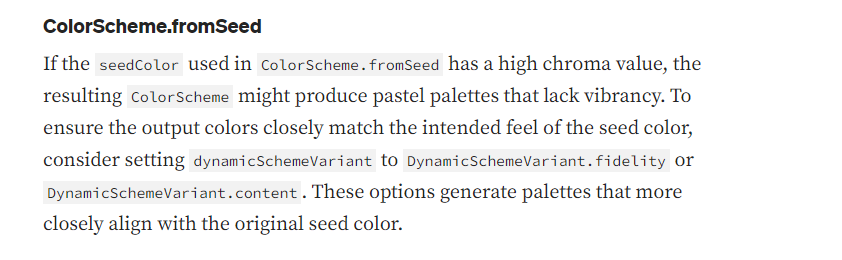 ColorScheme.fromSeed
If the seedColor used in ColorScheme.fromSeed has a high chroma value, the
resulting ColorScheme might produce pastel palettes that lack vibrancy. To
ensure the output colors closely match the intended feel of the seed color,
consider setting dynamicSchemeVariant to DynamicSchemeVariant.fidelity or
DynamicSchemeVariant.content. These options generate palettes that more
closely align with the original seed color.